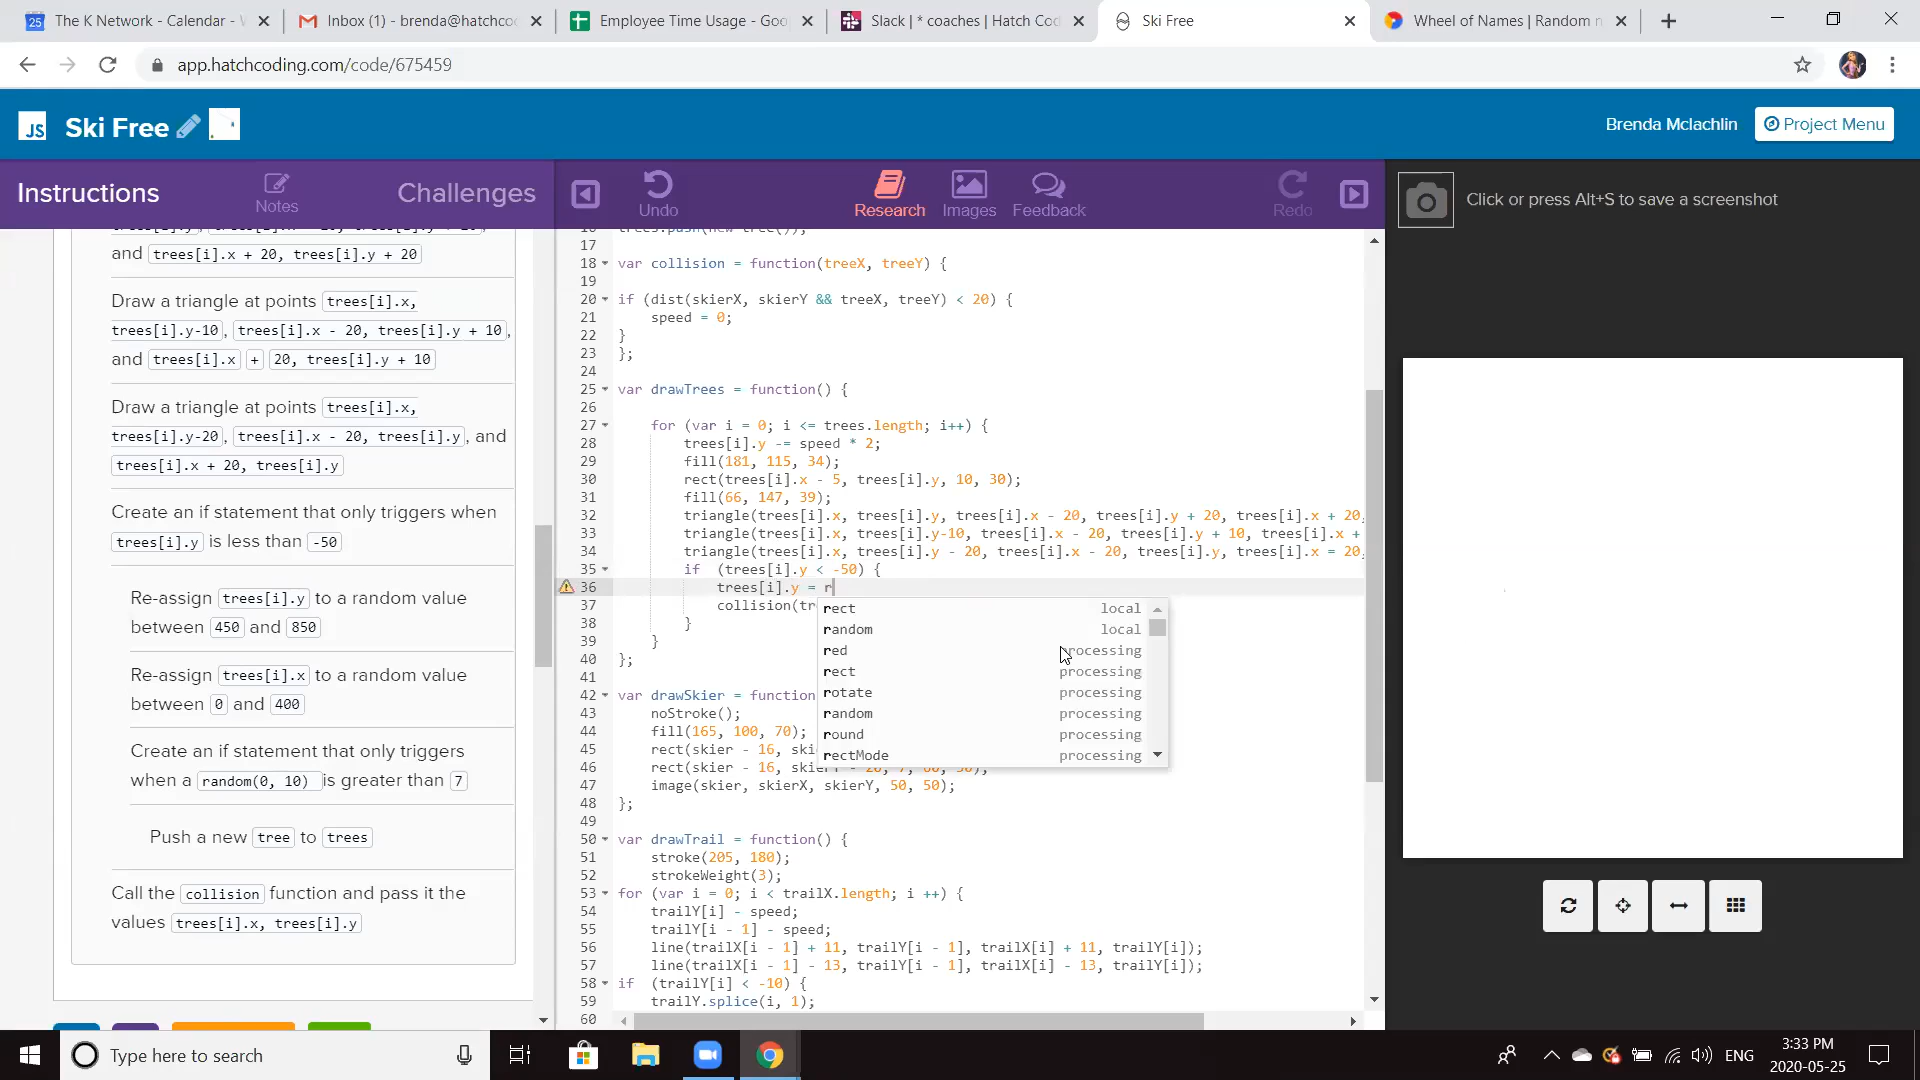 The K Network - Calendar - W
Inbox (1) - brenda@hatchco
Employee Time Usage - Goo
Slack | * coaches | Hatch Cod
Ski Free
Wheel of Names | Random n
app.hatchcoding.com/code/675459
JS
Ski Free
Brenda Mclachlin
Project Menu
Instructions
Notes
Challenges
Undo
Research
Images
Feedback
Redo
Click or press Alt+S to save a screenshot
and trees[i].x + 20, trees[i].y + 20
Draw a triangle at points trees[i].x,
trees[i].y-10, trees[i].x - 20, trees[i].y + 10,
and trees[i].x + 20, trees[i].y + 10
Draw a triangle at points trees[i].x,
trees[i].y-20, trees[i].x - 20, trees[i].y, and
trees[i].x + 20, trees[i].y
Create an if statement that only triggers when
trees[i].y is less than -50
Re-assign trees[i].y to a random value
between 450 and 850
Re-assign trees[i].x to a random value
between 0 and 400
Create an if statement that only triggers
when a random(0, 10) is greater than 7
Push a new tree to trees
Call the collision function and pass it the
values trees[i].x, trees[i].y
16 trees.push(new tree());
17
18 var collision = function(treeX, treeY) {
19
20 if (dist(skierX, skierY && treeX, treeY) < 20) {
21 speed = 0;
22 }
23 };
24
25 var drawTrees = function() {
26
27 for (var i = 0; i <= trees.length; i++) {
28 trees[i].y -= speed * 2;
29 fill(181, 115, 34);
30 rect(trees[i].x - 5, trees[i].y, 10, 30);
31 fill(66, 147, 39);
32 triangle(trees[i].x, trees[i].y, trees[i].x - 20, trees[i].y + 20, trees[i].x + 20,
33 triangle(trees[i].x, trees[i].y-10, trees[i].x - 20, trees[i].y + 10, trees[i].x +
34 triangle(trees[i].x, trees[i].y - 20, trees[i].x - 20, trees[i].y, trees[i].x = 20,
35 if (trees[i].y < -50) {
36 trees[i].y = r
37 collision(tr
38 }
39 }
40 };
41
42 var drawSkier = function
43 noStroke();
44 fill(165, 100, 70);
45 rect(skier - 16, ski
46 rect(skier - 16, skierY - 20, 7, 60, 50);
47 image(skier, skierX, skierY, 50, 50);
48 };
49
50 var drawTrail = function() {
51 stroke(205, 180);
52 strokeWeight(3);
53 for (var i = 0; i < trailX.length; i ++) {
54 trailY[i] - speed;
55 trailY[i - 1] - speed;
56 line(trailX[i - 1] + 11, trailY[i - 1], trailX[i] + 11, trailY[i]);
57 line(trailX[i - 1] - 13, trailY[i - 1], trailX[i] - 13, trailY[i]);
58 if (trailY[i] < -10) {
59 trailY.splice(i, 1);
60
rect local
random local
red processing
rect processing
rotate processing
random processing
round processing
rectMode processing
Type here to search
ENG
3:33 PM
2020-05-25